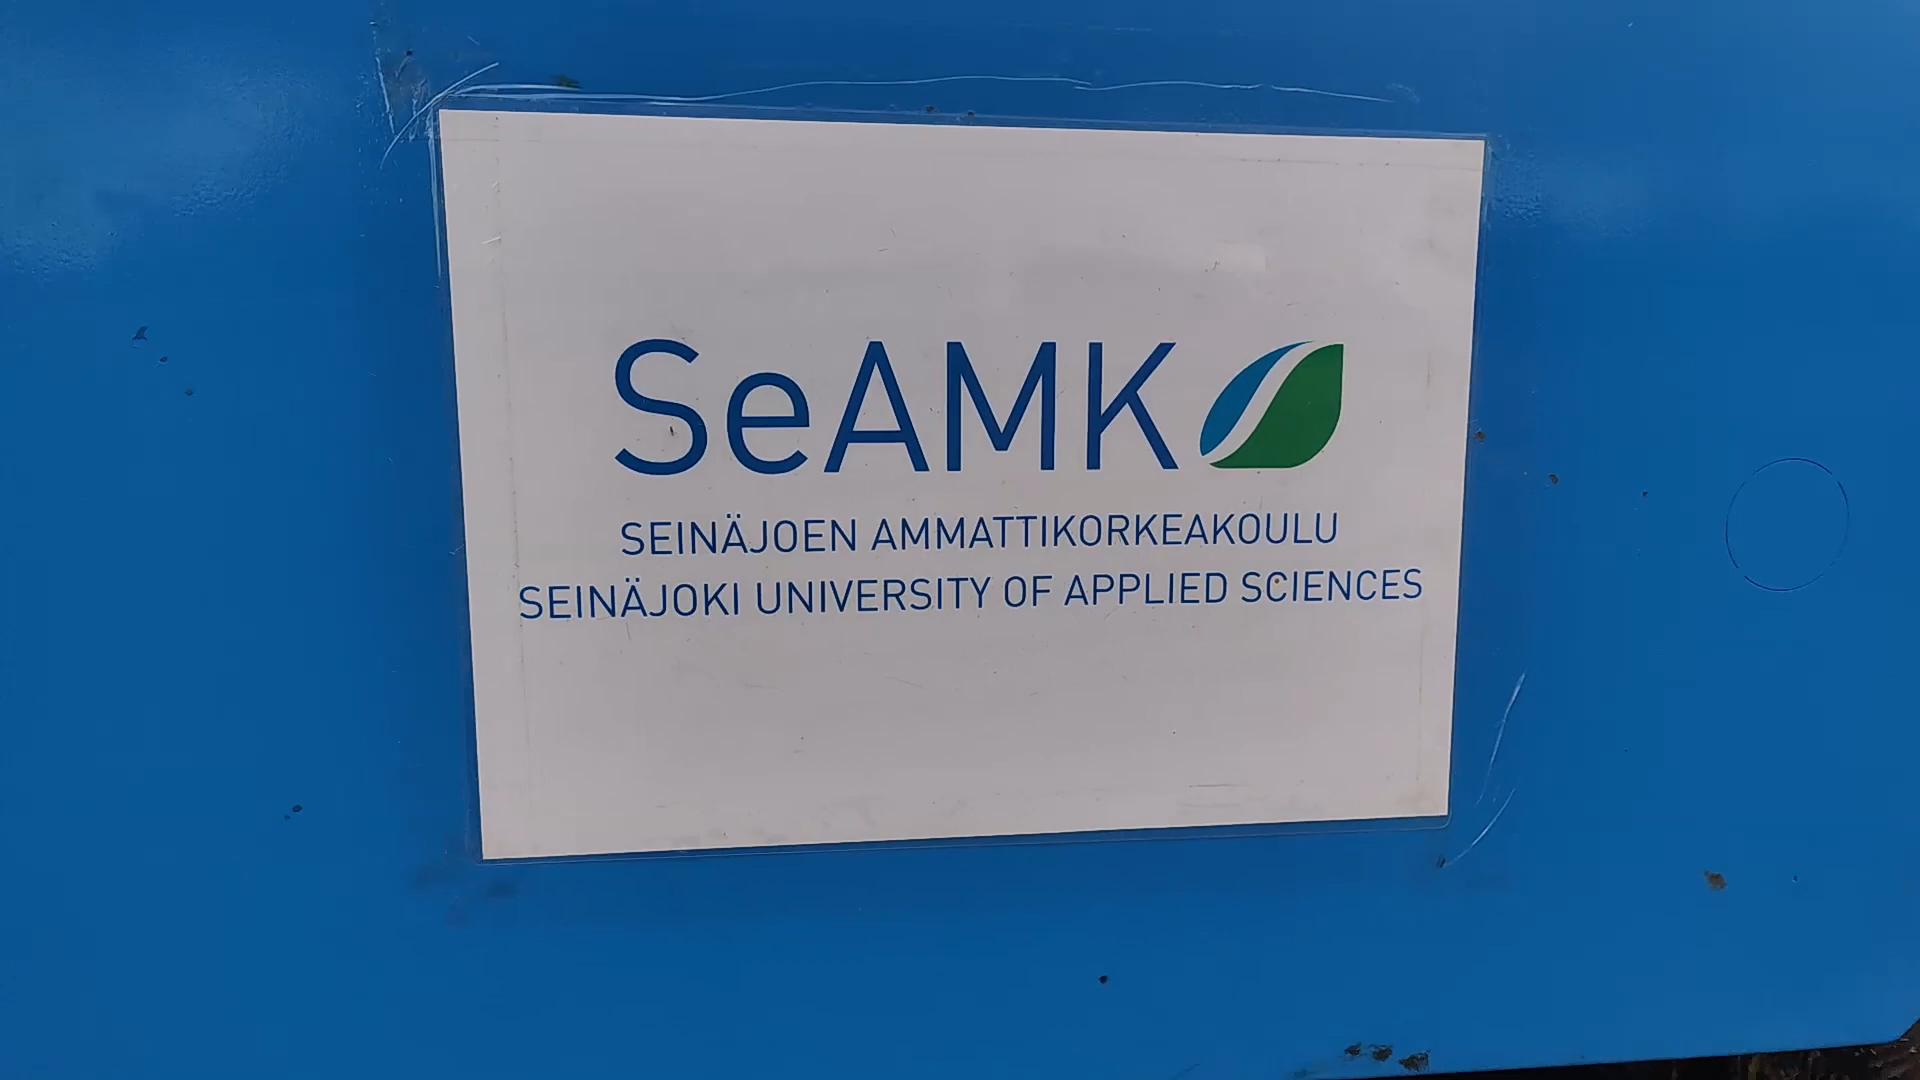 SeAMK
SEINÄJOEN AMMATTIKORKEAKOULU
SEINÄJOKI UNIVERSITY OF APPLIED SCIENCES